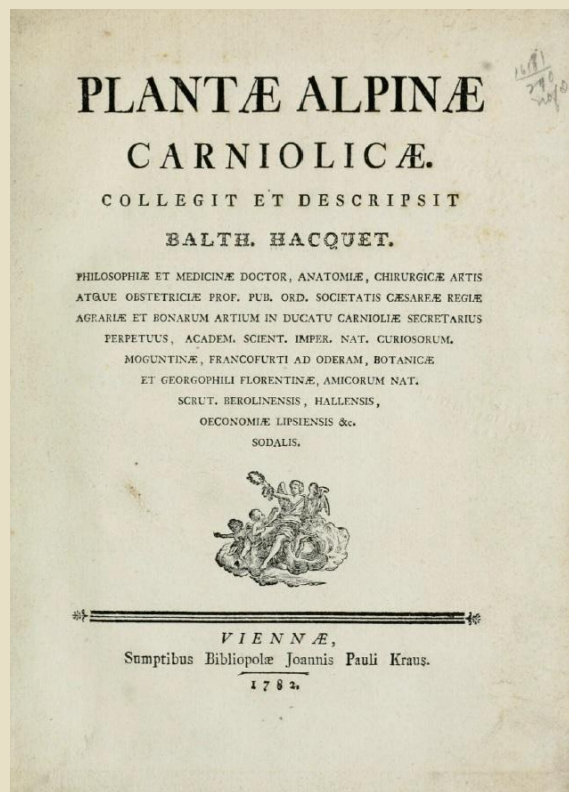 PLANTÆ ALPINÆ
CARNIOLICÆ.
COLLEGIT ET DESCRIPSIT
BALTH. HACQUET.
PHILOSOPHIÆ ET MEDICINÆ DOCTOR, ANATOMIÆ, CHIRURGICÆ ARTIS
ATQUE OBSTETRICIÆ PROF. PUB. ORD. SOCIETATIS CÆSAREÆ REGIÆ
AGRARIÆ ET BONARUM ARTIUM IN DUCATU CARNIOLIÆ SECRETARIUS
PERPETUUS, ACADEM. SCIENT. IMPER. NAT. CURIOSORUM.
MOGUNTINÆ, FRANCOFURTI AD ODERAM, BOTANICÆ
ET GEORGOPHILI FLORENTINÆ, AMICORUM NAT.
SCRUT. BEROLINENSIS, HALLENSIS,
OECONOMIÆ LIPSIENSIS &c.
SODALIS.
VIENNÆ,
Sumptibus Bibliopolæ Joannis Pauli Kraus.
1782.